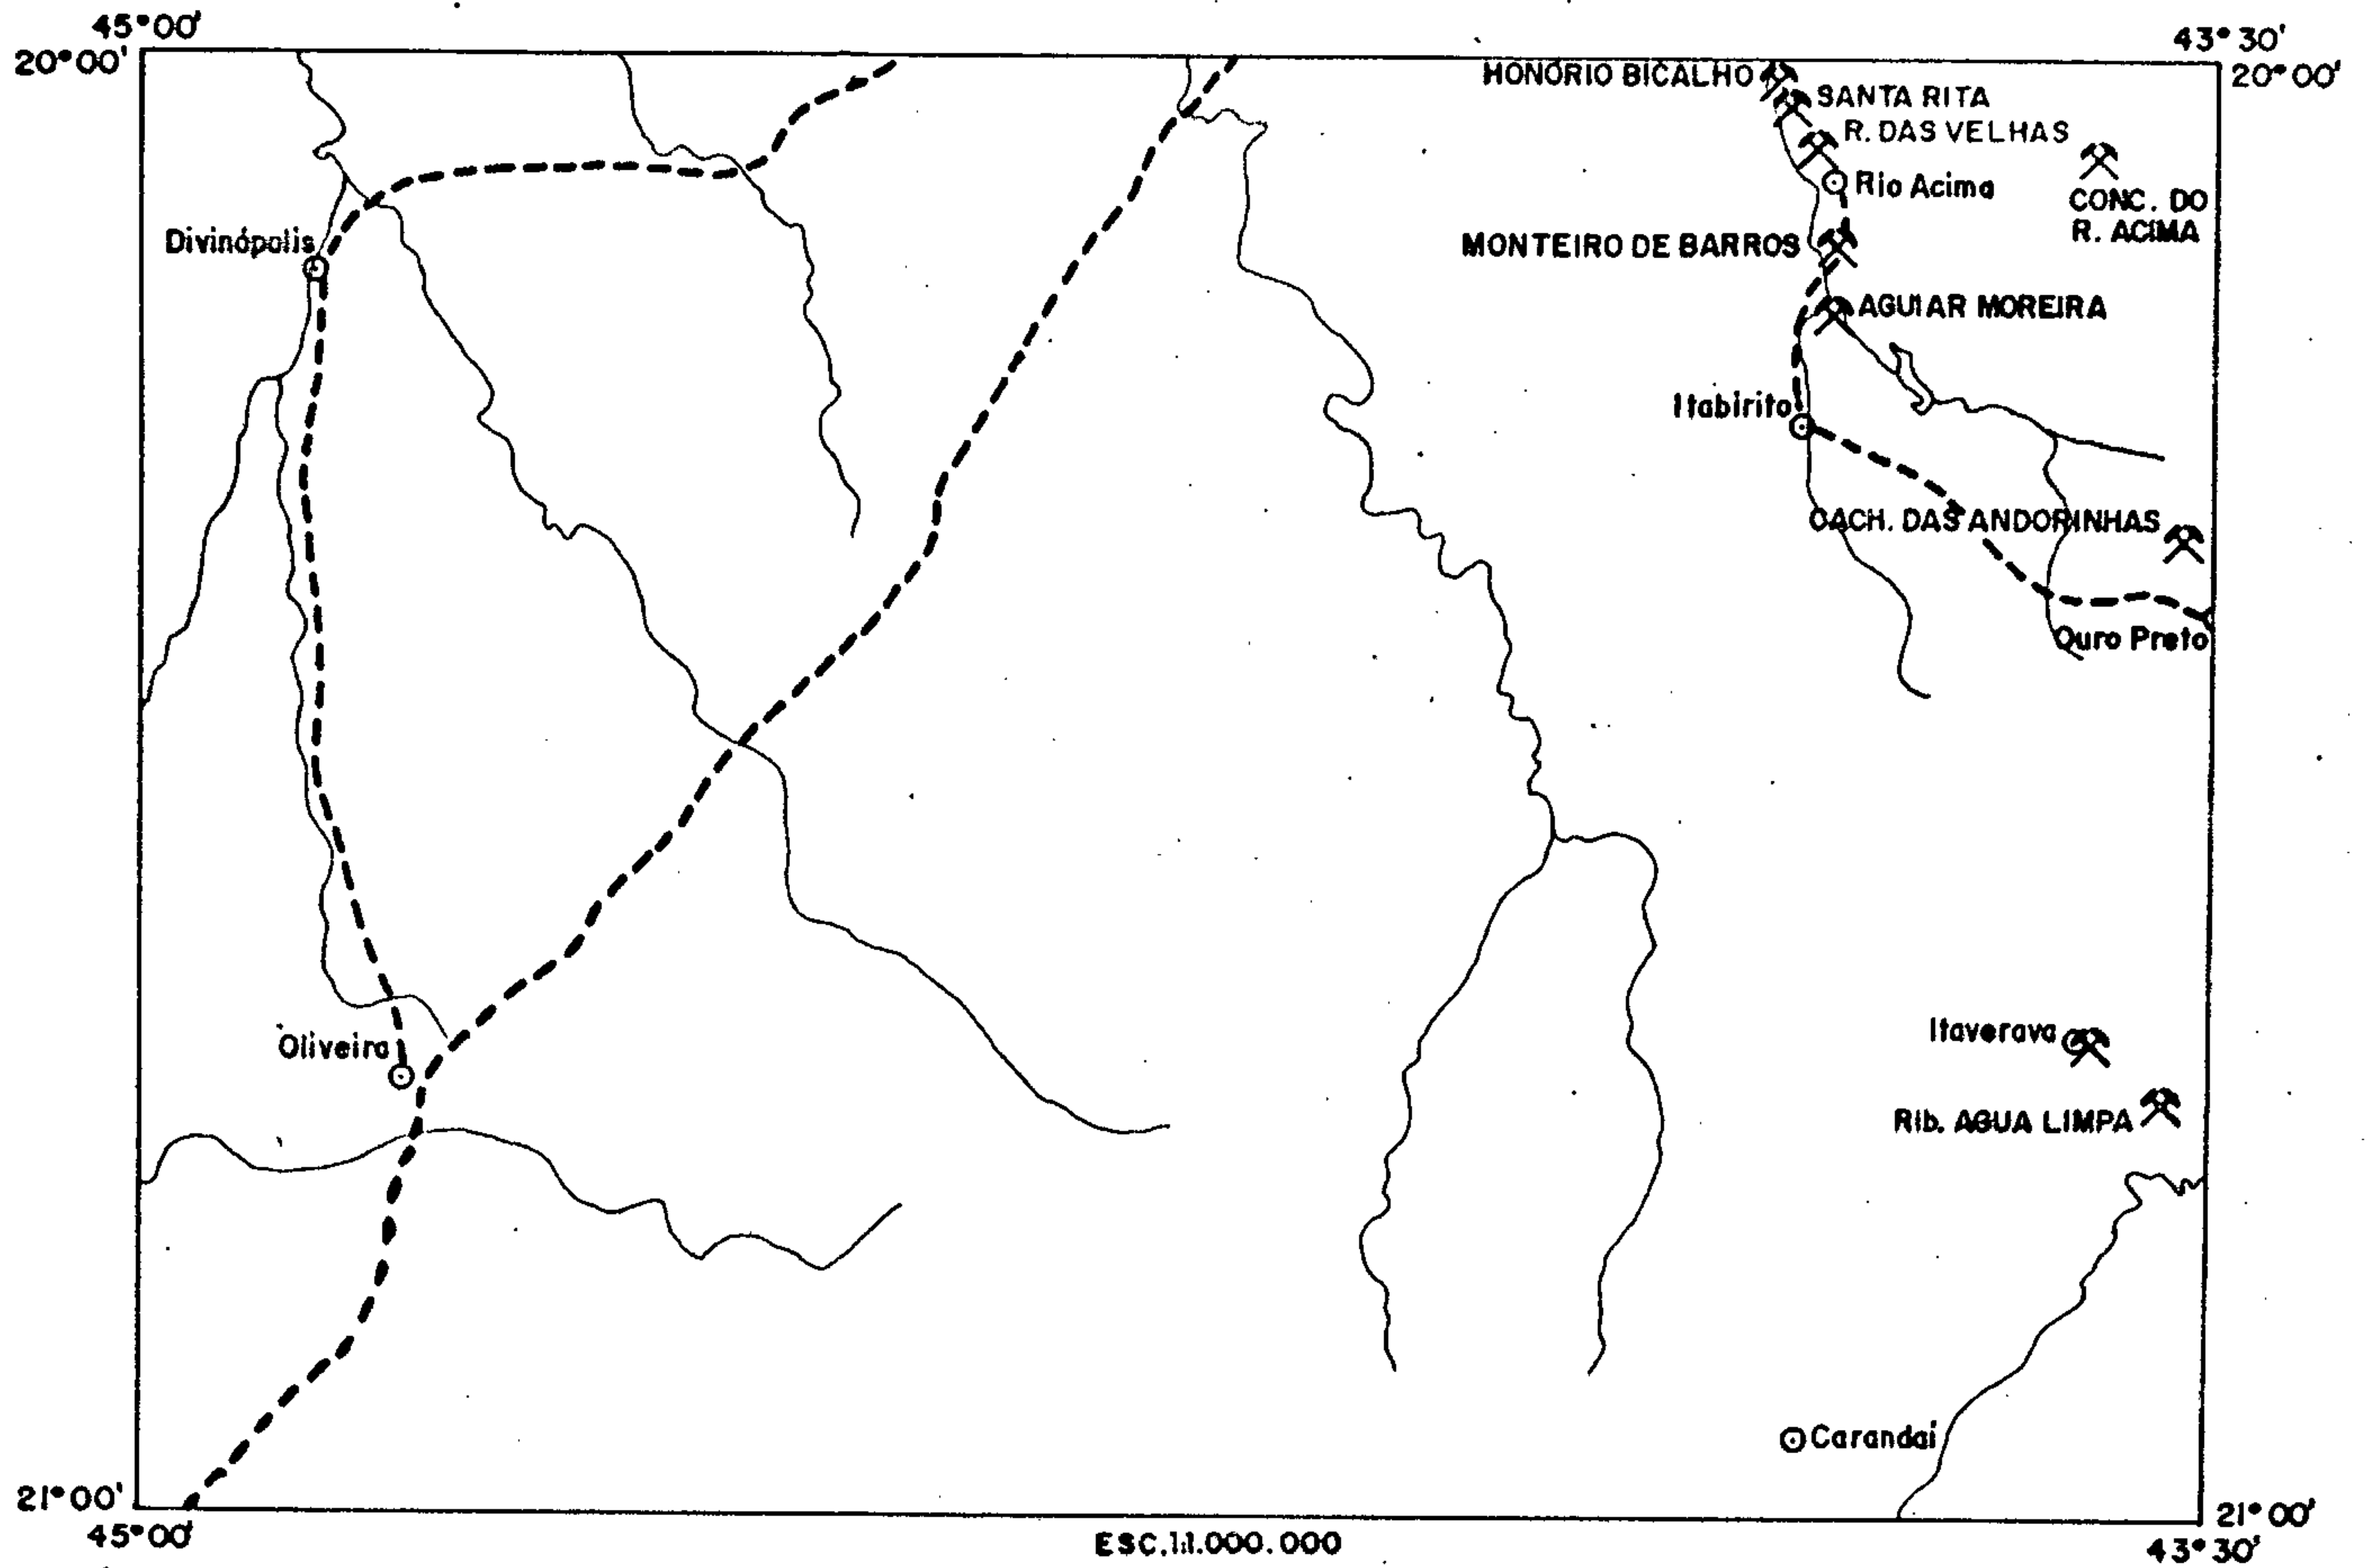 45°00'
43°30'
20°00'
20°00'
HONÓRIO BICALHO
SANTA RITA
R. DAS VELHAS
Rio Acima
CONC. DO
R. ACIMA
Divinópolis
MONTEIRO DE BARROS
AGUIAR MOREIRA
Itabirito
CACH. DAS ANDORINHAS
Ouro Preto
Itaverava
Oliveira
Rib. AGUA LIMPA
Carandaí
21°00'
21°00'
45°00'
ESC.1:1.000.000
43°30'